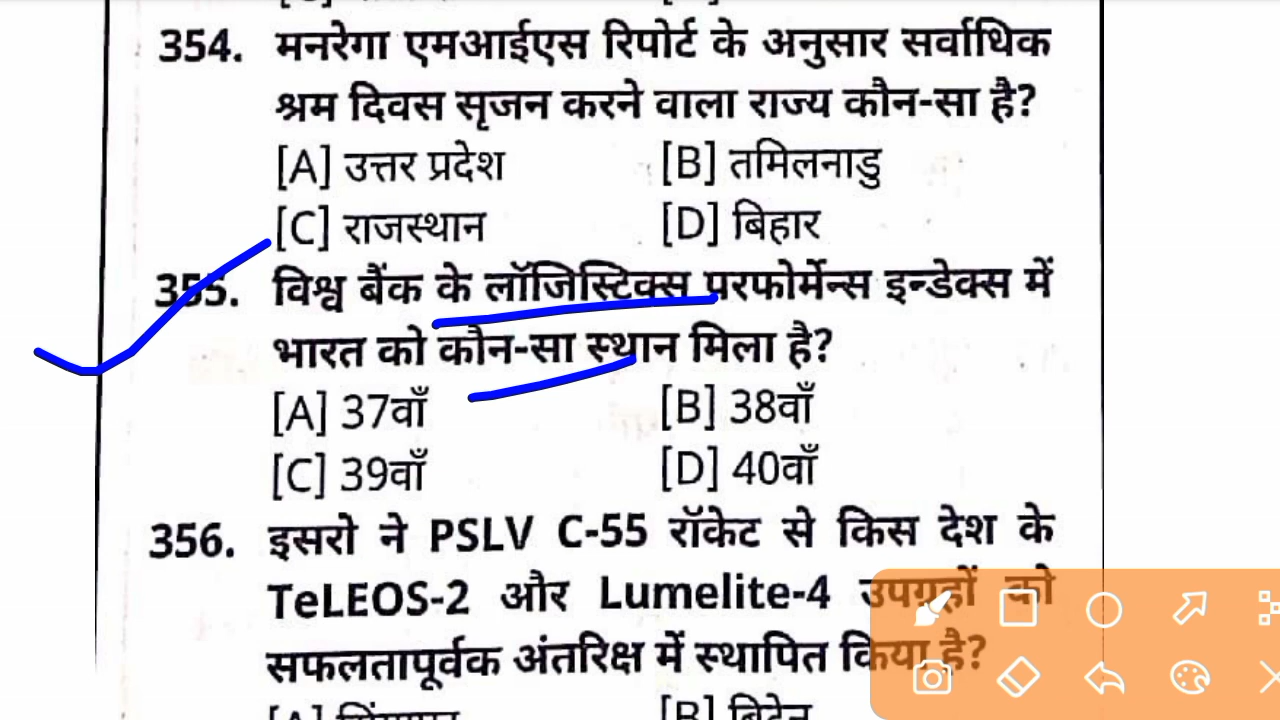 354. मनरेगा एमआईएस रिपोर्ट के अनुसार सर्वाधिक
श्रम दिवस सृजन करने वाला राज्य कौन-सा है?
[A] उत्तर प्रदेश [B] तमिलनाडु
[C] राजस्थान [D] बिहार
355. विश्व बैंक के लॉजिस्टिक्स परफोर्मेन्स इन्डेक्स में
भारत को कौन-सा स्थान मिला है?
[A] 37वाँ [B] 38वाँ
[C] 39वाँ [D] 40वाँ
356. इसरो ने PSLV C-55 रॉकेट से किस देश के
TeLEOS-2 और Lumelite-4 उपग्रहों को
सफलतापूर्वक अंतरिक्ष में स्थापित किया है?
[A] [B] ब्रिटेन